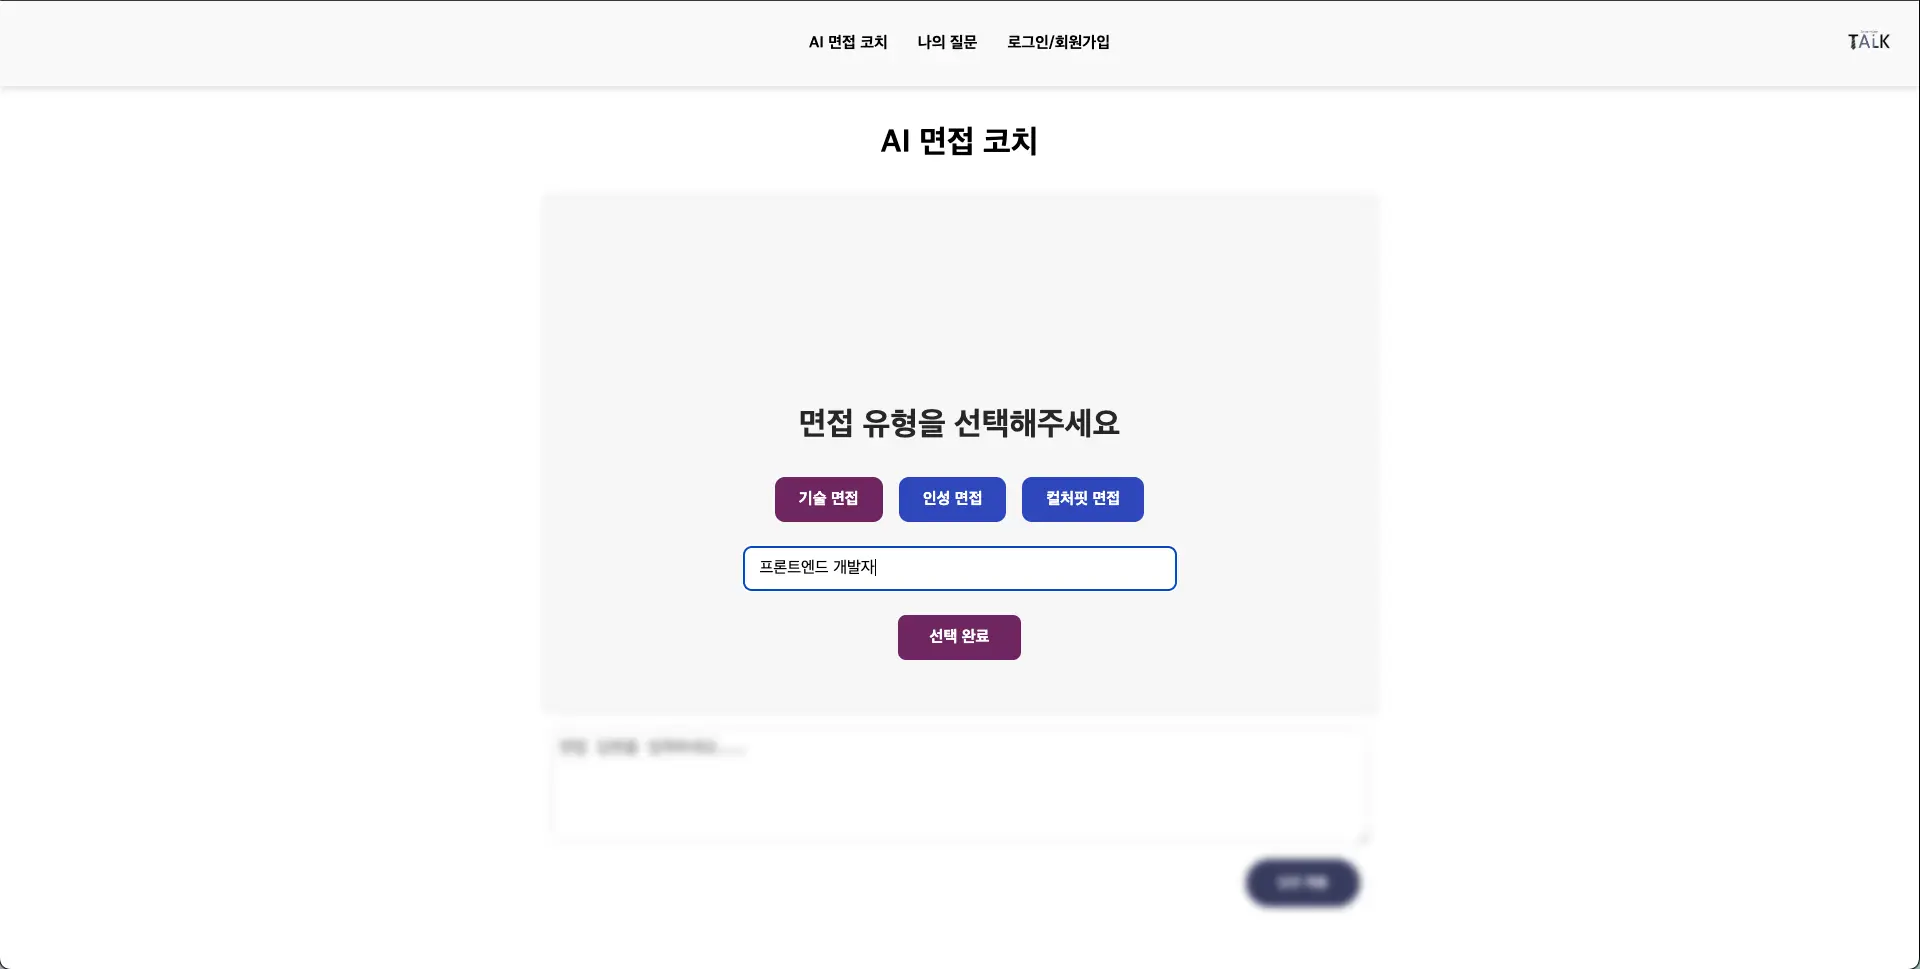 AI 면접 코치 나의 질문 로그인/회원가입 TAiLK
AI 면접 코치
면접 유형을 선택해주세요
기술 면접 인성 면접 컬처핏 면접
프론트엔드 개발자
선택 완료